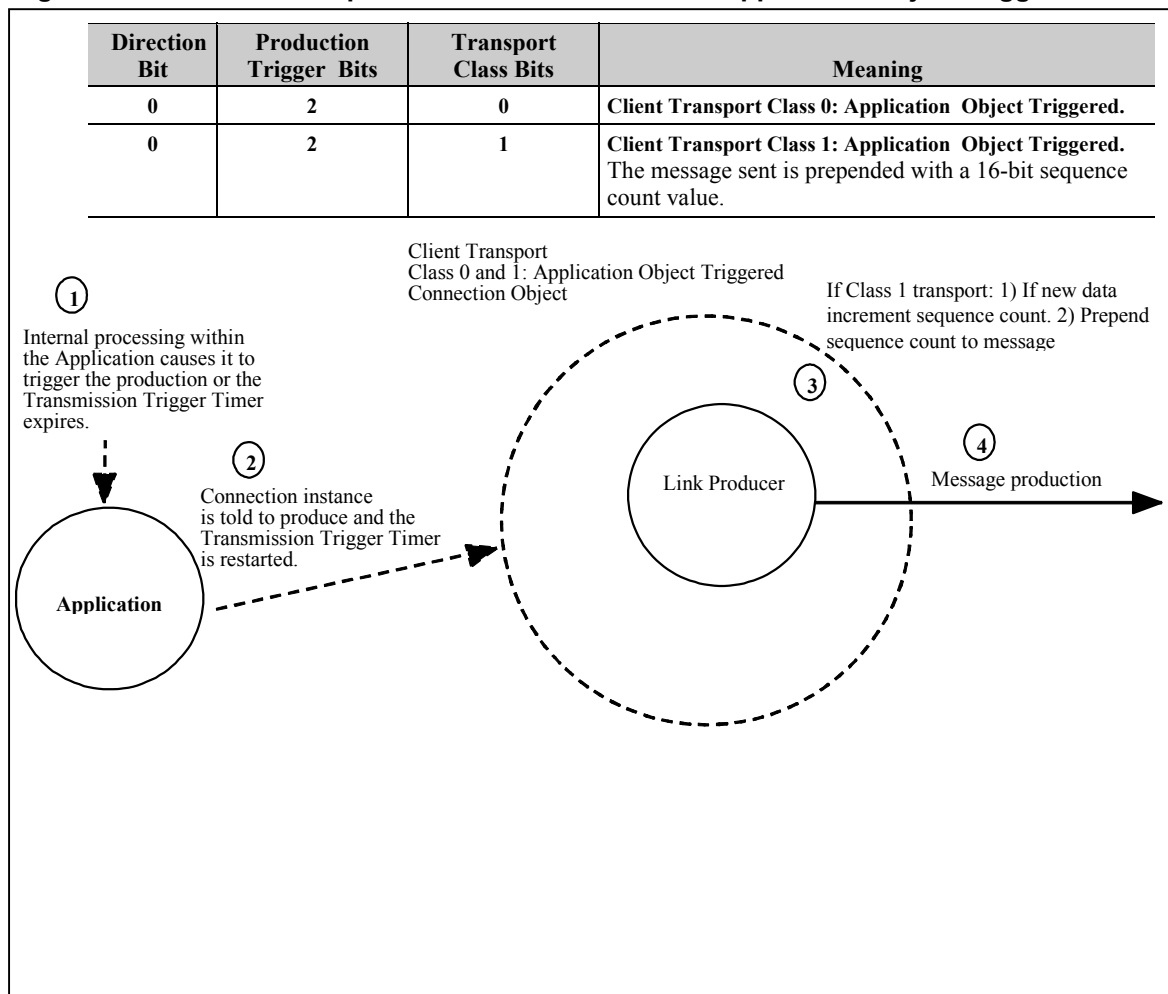 Direction Bit
Production Trigger Bits
Transport Class Bits
Meaning
0
2
0
Client Transport Class 0: Application Object Triggered.
0
2
1
Client Transport Class 1: Application Object Triggered.
The message sent is prepended with a 16-bit sequence
count value.
Client Transport
Class 0 and 1: Application Object Triggered
Connection Object
1
Internal processing within
the Application causes it to
trigger the production or the
Transmission Trigger Timer
expires.
If Class 1 transport: 1) If new data
increment sequence count. 2) Prepend
sequence count to message
3
2
Connection instance
is told to produce and the
Transmission Trigger Timer
is restarted.
4
Message production
Link Producer
Application